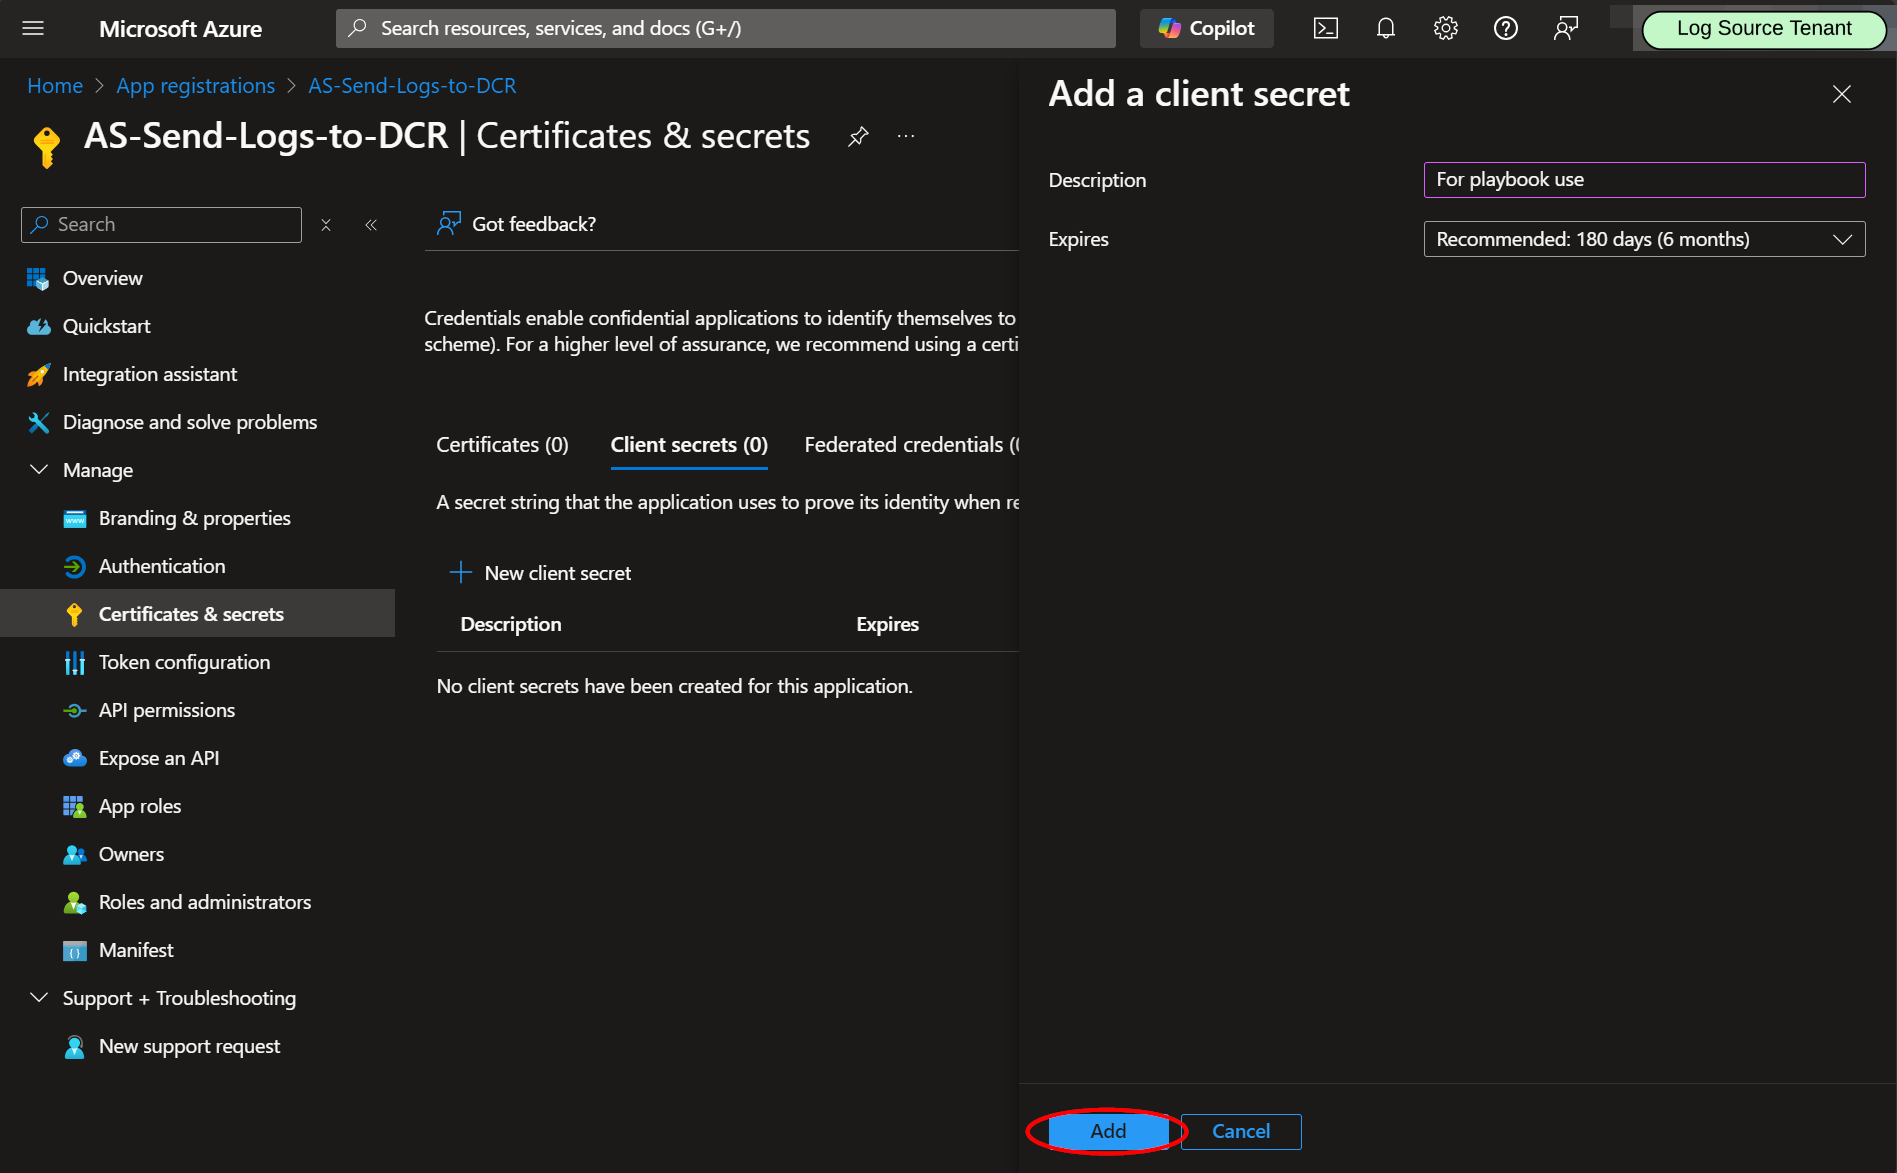 Microsoft Azure
Search resources, services, and docs (G+/)
Copilot
Log Source Tenant
Home > App registrations > AS-Send-Logs-to-DCR
AS-Send-Logs-to-DCR | Certificates & secrets
Search
Overview
Quickstart
Integration assistant
Diagnose and solve problems
Manage
Branding & properties
Authentication
Certificates & secrets
Token configuration
API permissions
Expose an API
App roles
Owners
Roles and administrators
Manifest
Support + Troubleshooting
New support request
Got feedback?
Credentials enable confidential applications to identify themselves to
scheme). For a higher level of assurance, we recommend using a certi
Certificates (0) Client secrets (0) Federated credentials (
A secret string that the application uses to prove its identity when re
New client secret
Description Expires
No client secrets have been created for this application.
Add a client secret
Description For playbook use
Expires Recommended: 180 days (6 months)
Add Cancel